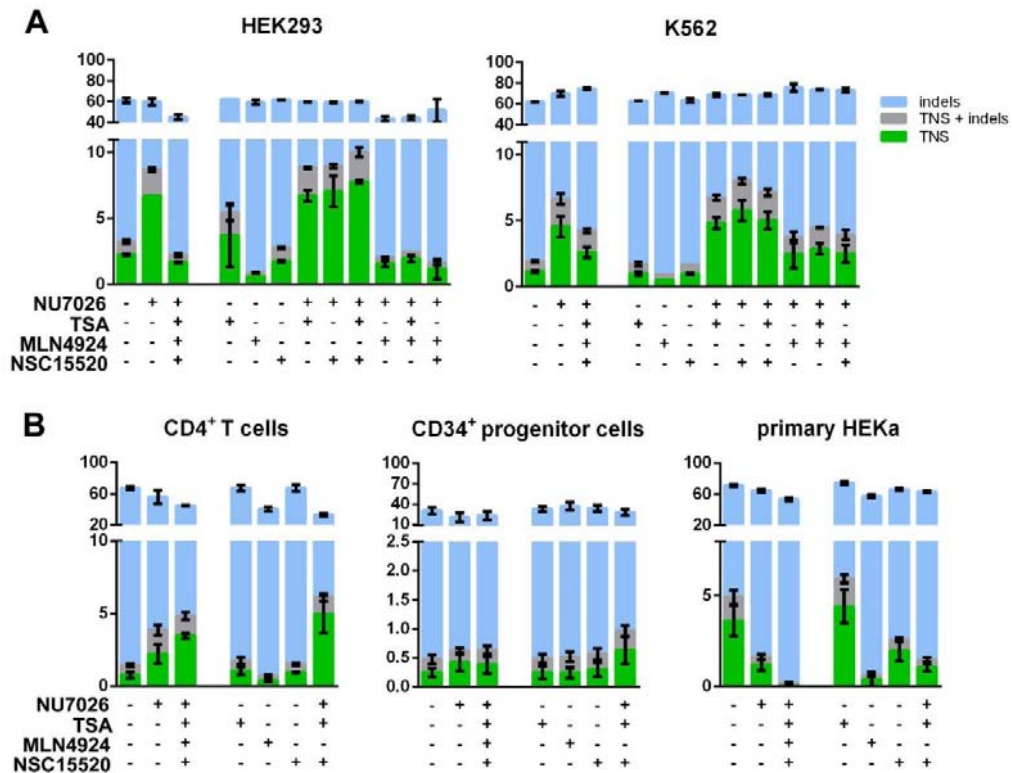 A
HEK293
K562
100
80
60
40
10
5
0
100
80
60
40
10
5
0
indels
TNS + indels
TNS
NU7026 - + + - - - + + + + + + - + + - - - + + + + + +
TSA - - + + - - + - + - + - - - + + - - + - + - + -
MLN4924 - - + - + - - - - + + + - - + - + - - - - + + +
NSC15520 - - + - - + - + + - - + - - + - - + - + + - - +
B
CD4+ T cells
CD34+ progenitor cells
primary HEKa
100
60
20
10
5
0
100
70
40
10
2.5
2.0
1.5
1.0
0.5
0.0
100
60
20
5
0
NU7026 - + + - - - + - + + - - - + - + + - - - +
TSA - - + + - - + - - + + - - + - - + + - - +
MLN4924 - - + - + - - - - + - + - - - - + - + - -
NSC15520 - - + - - + + - - + - - + + - - + - - + +